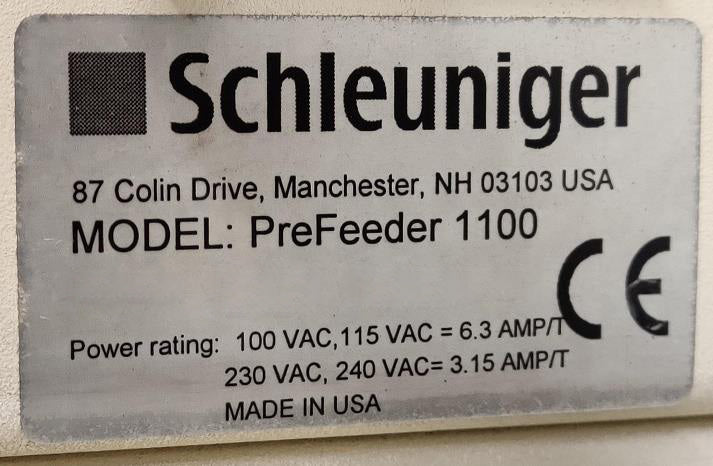 Schleuniger
87 Colin Drive, Manchester, NH 03103 USA
MODEL: PreFeeder 1100
CE
Power rating: 100 VAC,115 VAC = 6.3 AMP/T
230 VAC, 240 VAC= 3.15 AMP/T
MADE IN USA